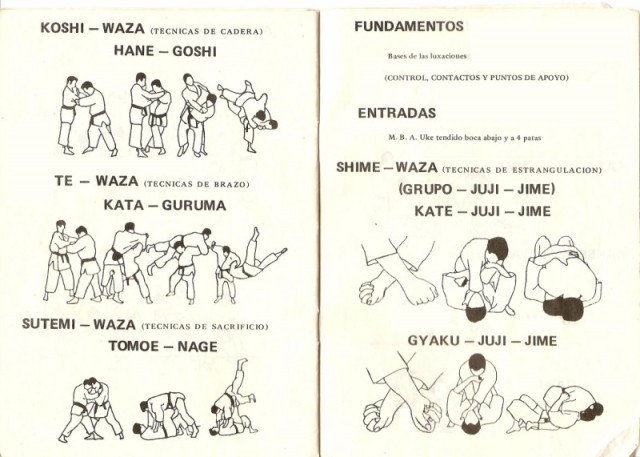 KOSHI – WAZA (TECNICAS DE CADERA)
HANE – GOSHI
TE – WAZA (TECNICAS DE BRAZO)
KATA – GURUMA
SUTEMI – WAZA (TECNICAS DE SACRIFICIO)
TOMOE – NAGE
FUNDAMENTOS
Bases de las luxaciones:
(CONTROL, CONTACTOS Y PUNTOS DE APOYO)
ENTRADAS
M. B. A. Uke tendido boca abajo y a 4 patas
SHIME – WAZA (TECNICAS DE ESTRANGULACION)
(GRUPO – JUJI – JIME)
KATE – JUJI – JIME
GYAKU – JUJI – JIME